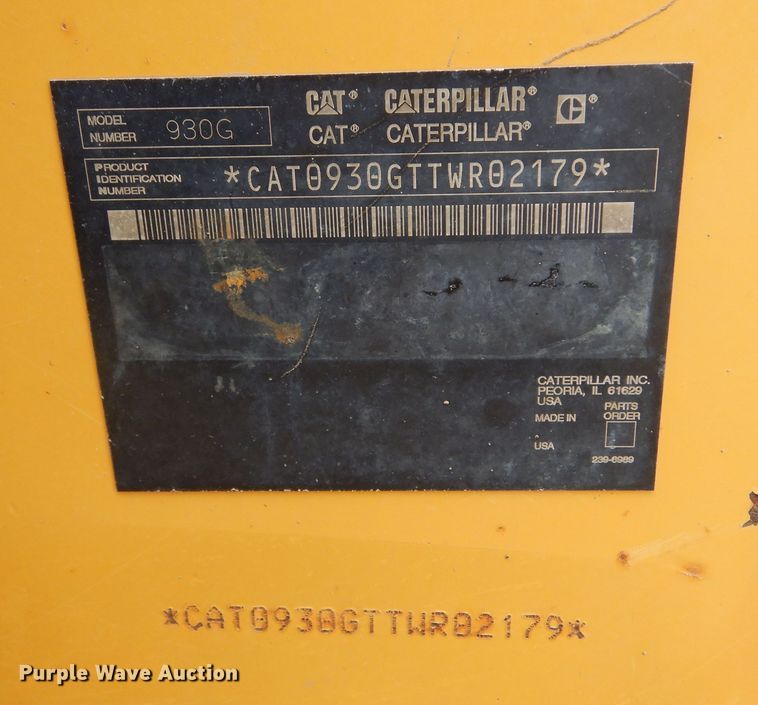 CAT® CATERPILLAR® ®
CAT® CATERPILLAR®
MODEL
NUMBER 930G
PRODUCT
IDENTIFICATION
NUMBER *CAT0930GTTWR02179*
CATERPILLAR INC.
PEORIA, IL 61629
USA
MADE IN
USA
PARTS
ORDER
239-6989
*CAT0930GTTWR02179*
Purple Wave Auction